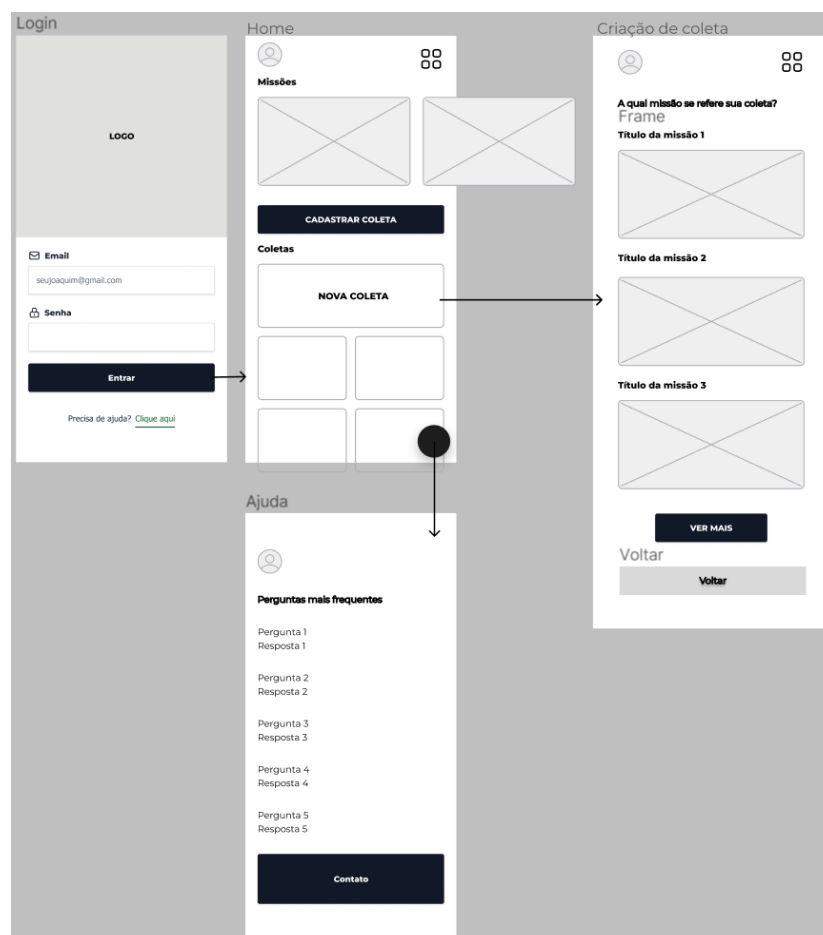 Login
LOGO
Email
seujoaquim@gmail.com
Senha
Entrar
Precisa de ajuda? Clique aqui
Home
Missões
CADASTRAR COLETA
Coletas
NOVA COLETA
Criação de coleta
A qual missão se refere sua coleta?
Frame
Título da missão 1
Título da missão 2
Título da missão 3
VER MAIS
Voltar
Voltar
Ajuda
Perguntas mais frequentes
Pergunta 1
Resposta 1
Pergunta 2
Resposta 2
Pergunta 3
Resposta 3
Pergunta 4
Resposta 4
Pergunta 5
Resposta 5
Contato